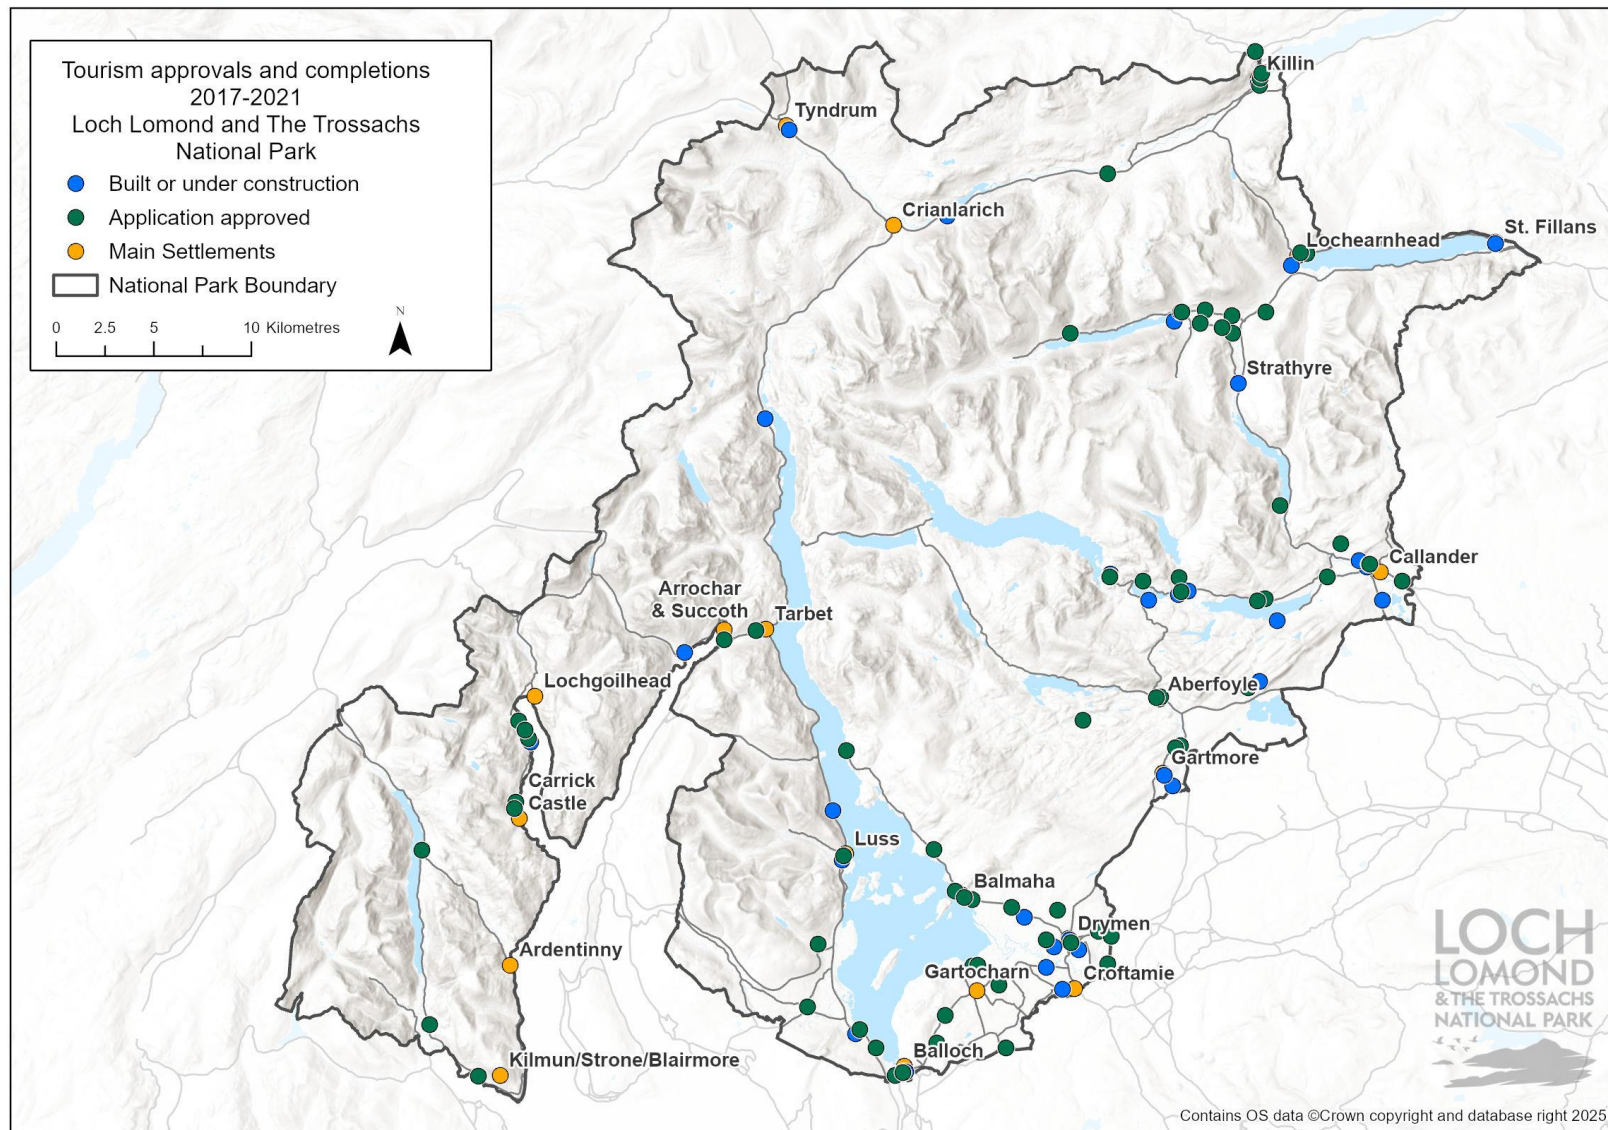 Tourism approvals and completions
2017-2021
Loch Lomond and The Trossachs
National Park
Built or under construction
Application approved
Main Settlements
National Park Boundary
0 2.5 5 10 Kilometres
N
Killin
Tyndrum
Crianlarich
St. Fillans
Lochearnhead
Strathyre
Callander
Arrochar
& Succoth
Tarbet
Lochgoilhead
Aberfoyle
Gartmore
Carrick
Castle
Luss
Balmaha
Drymen
Ardentinny
Gartocharn
Croftamie
Balloch
Kilmun/Strone/Blairmore
LOCH
LOMOND
& THE TROSSACHS
NATIONAL PARK
Contains OS data ©Crown copyright and database right 2025